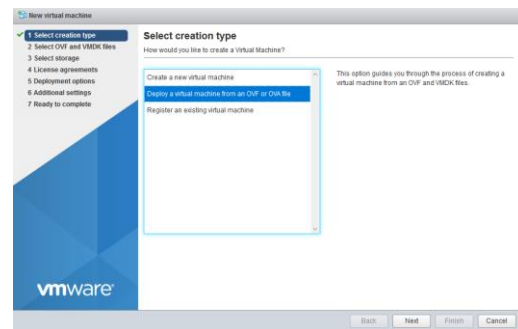 New virtual machine
1 Select creation type
2 Select OVF and VMDK files
3 Select storage
4 License agreements
5 Deployment options
6 Additional settings
7 Ready to complete
vmware
Select creation type
How would you like to create a Virtual Machine?
Create a new virtual machine
Deploy a virtual machine from an OVF or OVA file
Register an existing virtual machine
This option guides you through the process of creating a
virtual machine from an OVF and VMDK files.
Back Next Finish Cancel